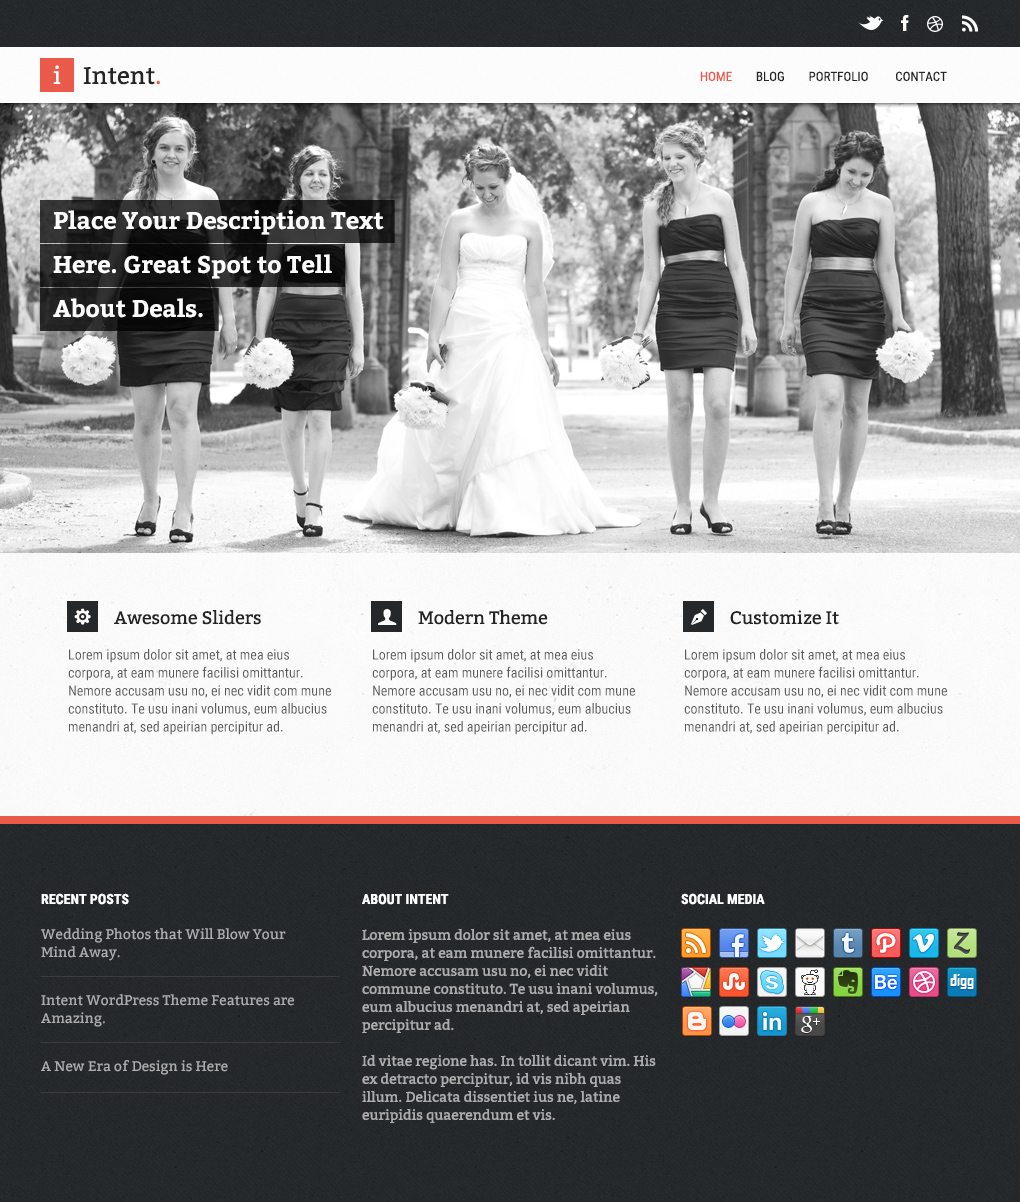 i Intent.
HOME BLOG PORTFOLIO CONTACT
Place Your Description Text
Here. Great Spot to Tell
About Deals.
Awesome Sliders
Lorem ipsum dolor sit amet, at mea eius
corpora, at eam munere facilisi omittantur.
Nemore accusam usu no, ei nec vidit com mune
constituto. Te usu inani volumus, eum albucius
menandri at, sed apeirian percipitur ad.
Modern Theme
Lorem ipsum dolor sit amet, at mea eius
corpora, at eam munere facilisi omittantur.
Nemore accusam usu no, ei nec vidit com mune
constituto. Te usu inani volumus, eum albucius
menandri at, sed apeirian percipitur ad.
Customize It
Lorem ipsum dolor sit amet, at mea eius
corpora, at eam munere facilisi omittantur.
Nemore accusam usu no, ei nec vidit com mune
constituto. Te usu inani volumus, eum albucius
menandri at, sed apeirian percipitur ad.
RECENT POSTS
Wedding Photos that Will Blow Your
Mind Away.
Intent WordPress Theme Features are
Amazing.
A New Era of Design is Here
ABOUT INTENT
Lorem ipsum dolor sit amet, at mea eius
corpora, at eam munere facilisi omittantur.
Nemore accusam usu no, ei nec vidit
commune constituto. Te usu inani volumus,
eum albucius menandri at, sed apeirian
percipitur ad.
Id vitae regione has. In tollit dicant vim. His
ex detracto percipitur, id vis nibh quas
illum. Delicata dissentiet ius ne, latine
euripidis quaerendum et vis.
SOCIAL MEDIA
Bē
digg
in
g+